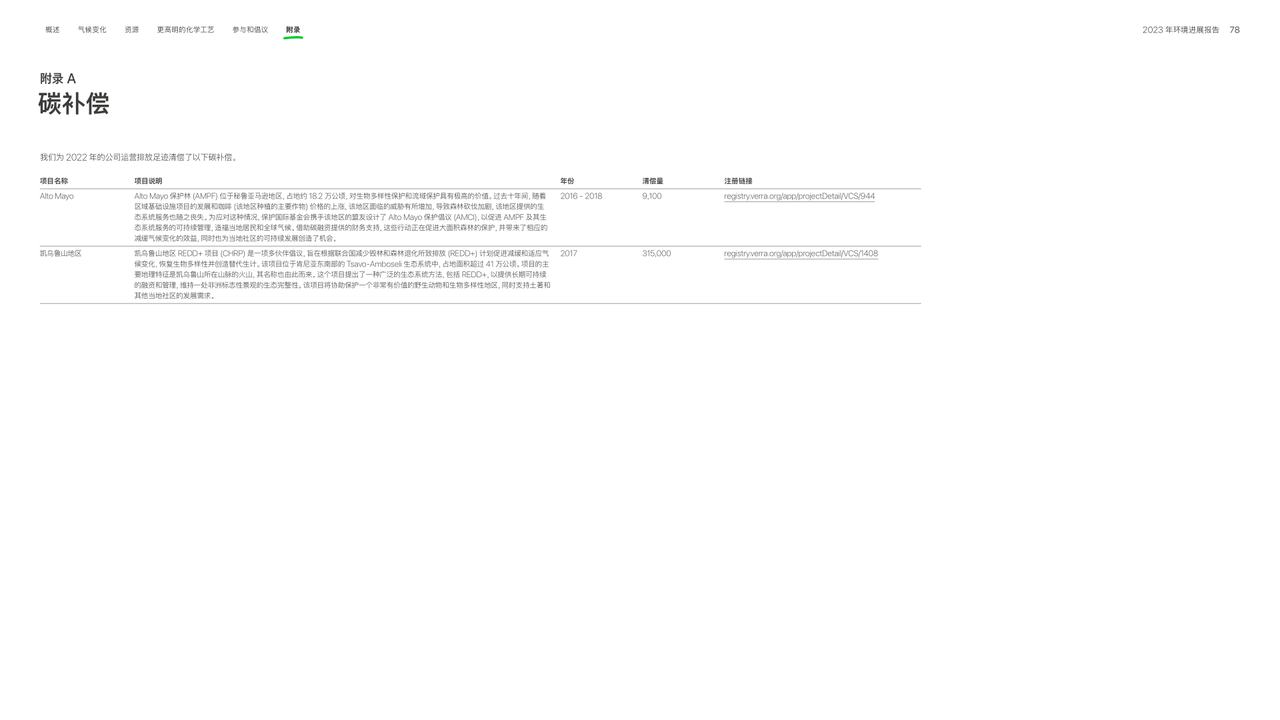 概述 气候变化 资源 更高明的化学工艺 参与和倡议 附录 2023 年环境进展报告 78
附录 A
碳补偿
我们为 2022 年的公司运营排放足迹清偿了以下碳补偿。
项目名称 项目说明 年份 清偿量 注册链接
Alto Mayo Alto Mayo 保护林 (AMPF) 位于秘鲁亚马逊地区，占地约 18.2 万公顷，对生物多样性保护和流域保护具有极高的价值。过去十年间，随着 2016 – 2018 9,100 registry.verra.org/app/projectDetail/VCS/944
区域基础设施项目的发展和咖啡 (该地区种植的主要作物) 价格的上涨，该地区面临的威胁有所增加，导致森林砍伐加剧，该地区提供的生
态系统服务也随之丧失。为应对这种情况，保护国际基金会携手该地区的盟友设计了 Alto Mayo 保护倡议 (AMCI)，以促进 AMPF 及其生
态系统服务的可持续管理，造福当地居民和全球气候。借助碳融资提供的财务支持，这些行动正在促进大面积森林的保护，并带来了相应的
减缓气候变化的效益，同时也为当地社区的可持续发展创造了机会。
凯乌鲁山地区 凯乌鲁山地区 REDD+ 项目 (CHRP) 是一项多伙伴倡议，旨在根据联合国减少毁林和森林退化所致排放 (REDD+) 计划促进减缓和适应气 2017 315,000 registry.verra.org/app/projectDetail/VCS/1408
候变化，恢复生物多样性并创造替代生计。该项目位于肯尼亚东南部的 Tsavo-Amboseli 生态系统中，占地面积超过 41 万公顷。项目的主
要地理特征是凯乌鲁山所在山脉的火山，其名称也由此而来。这个项目提出了一种广泛的生态系统方法，包括 REDD+，以提供长期可持续
的融资和管理，维持一处非洲标志性景观的生态完整性。该项目将协助保护一个非常有价值的野生动物和生物多样性地区，同时支持土著和
其他当地社区的发展需求。